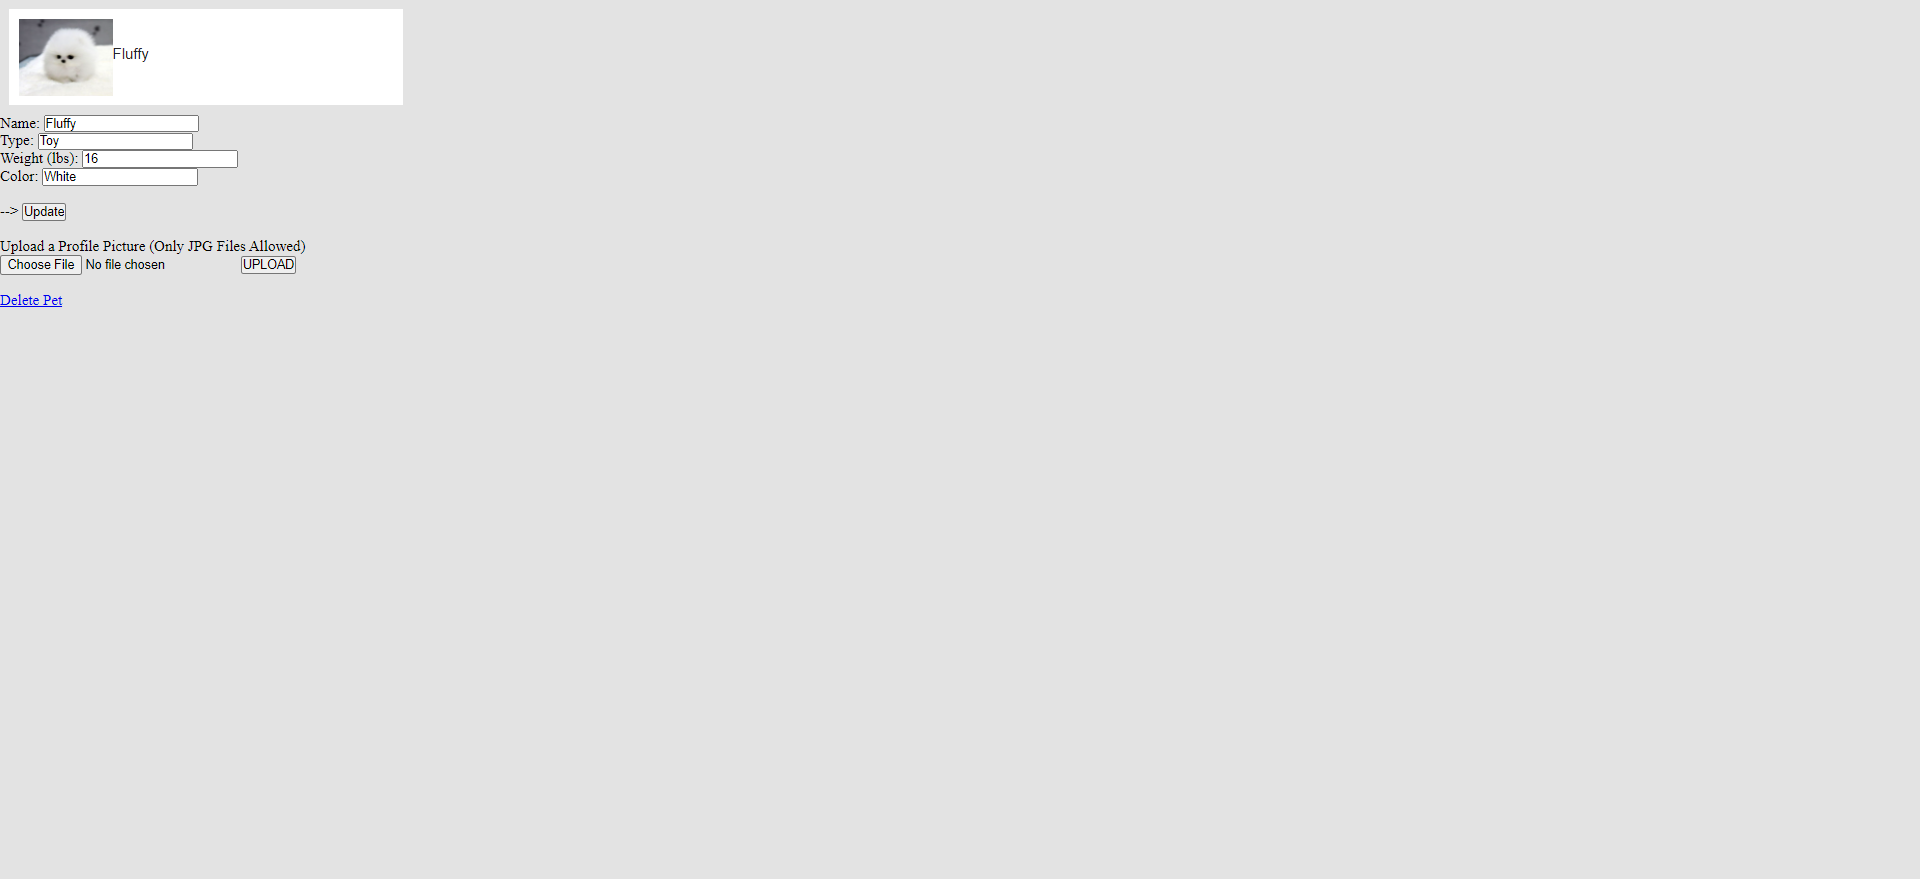 Fluffy
Name: Fluffy
Type: Toy
Weight (lbs): 16
Color: White
--> Update
Upload a Profile Picture (Only JPG Files Allowed)
Choose File No file chosen UPLOAD
Delete Pet